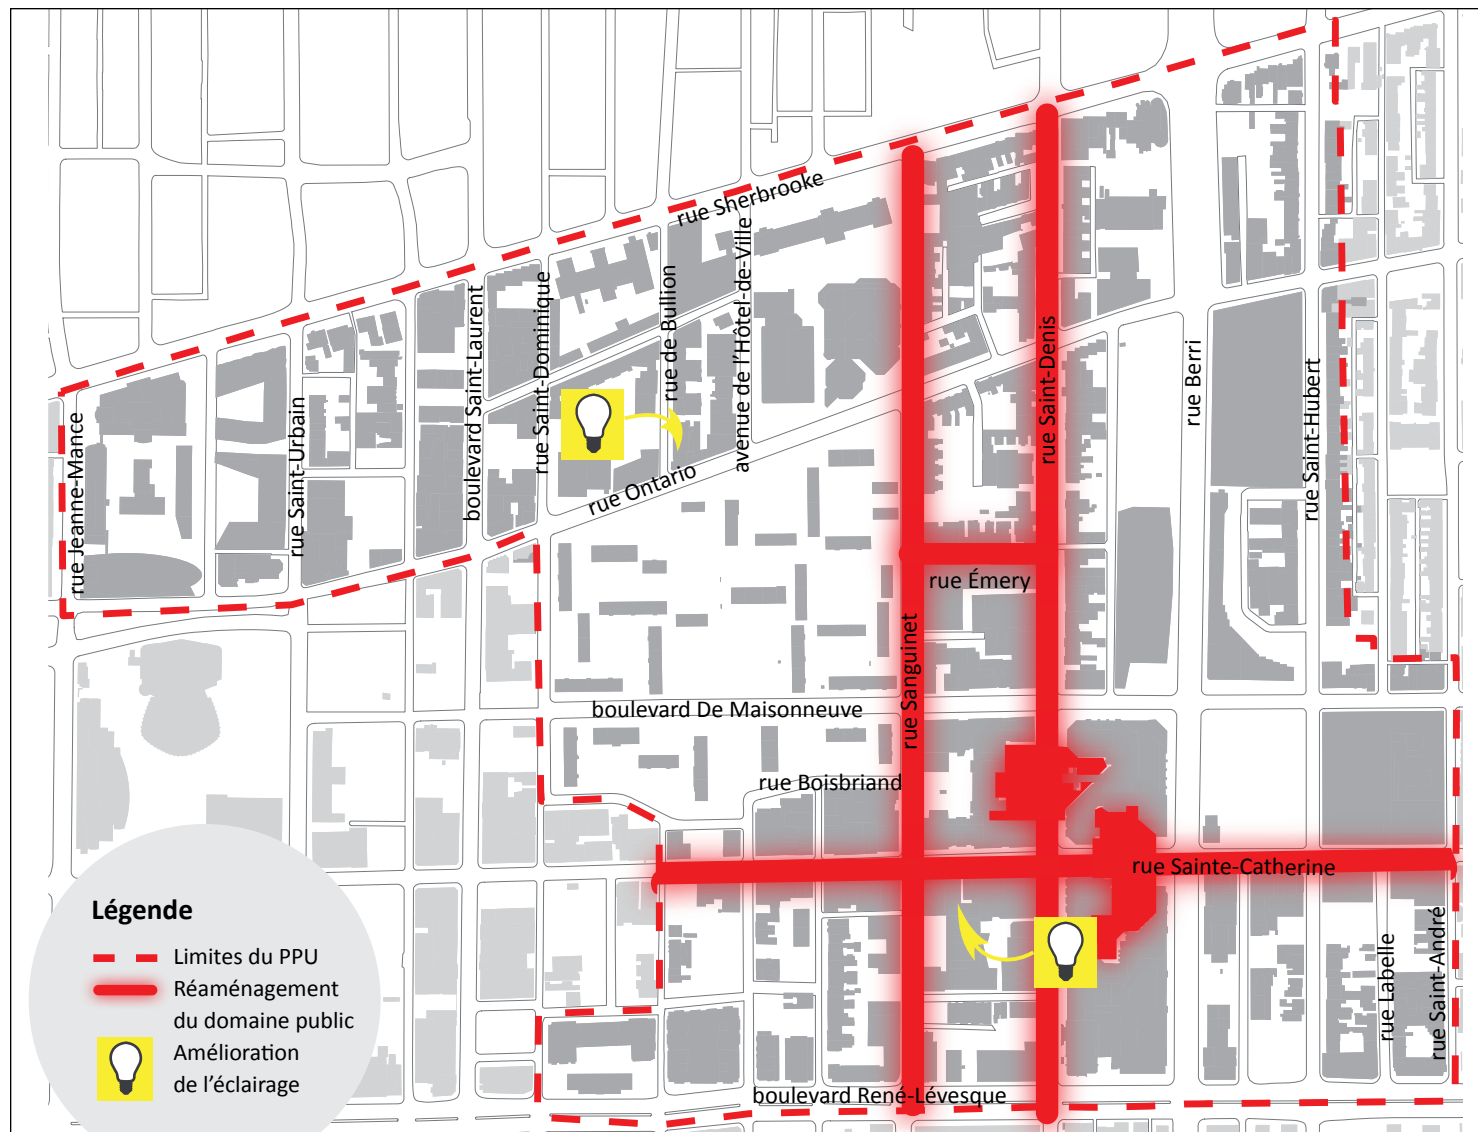 rue Sherbrooke
avenue de l'Hôtel-de-Ville
rue de Bullion
rue Saint-Dominique
boulevard Saint-Laurent
rue Saint-Urbain
rue Jeanne-Mance
rue Ontario
rue Saint-Denis
rue Berri
rue Saint-Hubert
rue Émery
rue Sanguinet
boulevard De Maisonneuve
rue Boisbriand
rue Sainte-Catherine
rue Labelle
rue Saint-André
boulevard René-Lévesque
Légende
Limites du PPU
Réaménagement
du domaine public
Amélioration
de l'éclairage